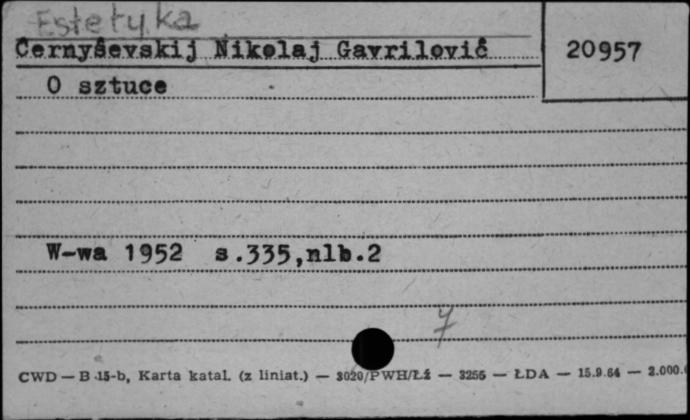 Estetyka
Černyševskij Nikolaj Gavrilovič
20957
O sztuce
W-wa 1952 s.335,nlb.2
7
CWD — B 15-b, Karta katal. (z liniat.) — 3020/PWH/Łż — 3256 — ŁDA — 15.9.64 — 2.000.